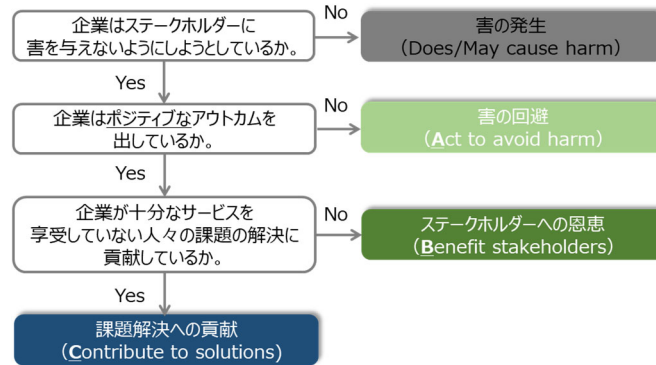 企業はステークホルダーに
害を与えないようにしようとしているか。
No
害の発生
（Does/May cause harm）
Yes
企業はポジティブなアウトカムを
出しているか。
No
害の回避
（Act to avoid harm）
Yes
企業が十分なサービスを
享受していない人々の課題の解決に
貢献しているか。
No
ステークホルダーへの恩恵
（Benefit stakeholders）
Yes
課題解決への貢献
（Contribute to solutions)